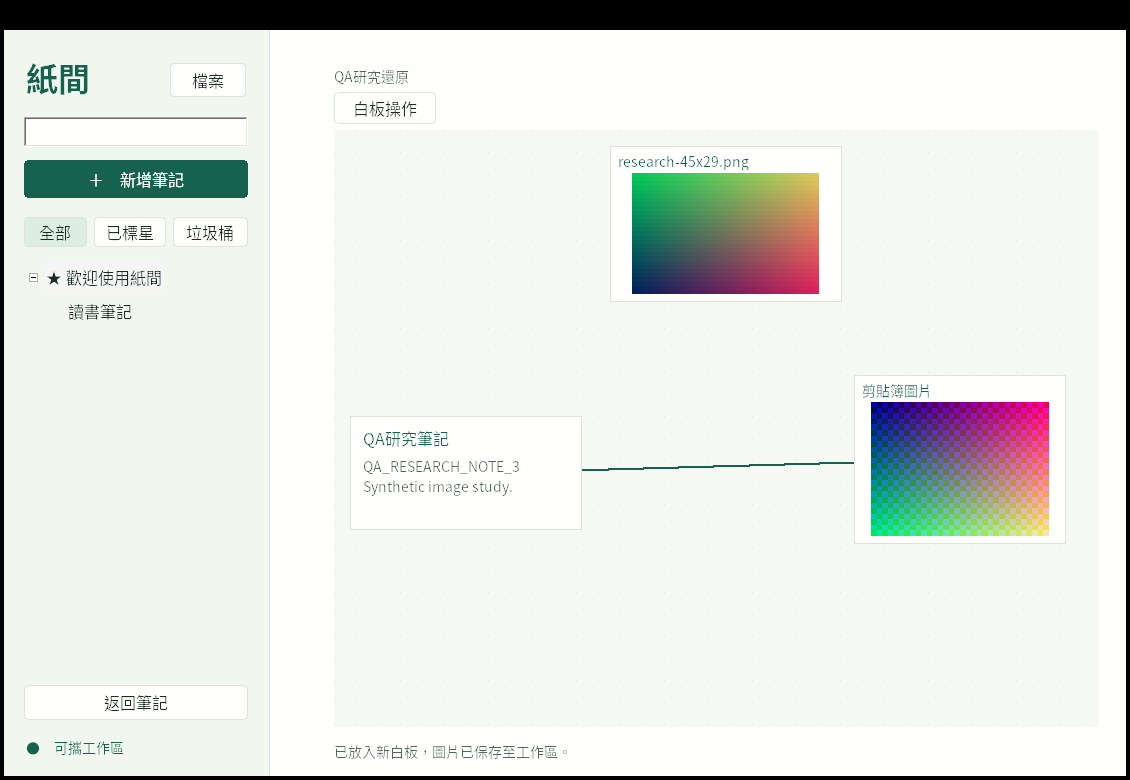 紙間
檔案
＋ 新增筆記
全部
已標星
垃圾桶
★ 歡迎使用紙間
讀書筆記
返回筆記
可攜工作區
QA研究還原
白板操作
research-45x29.png
剪貼簿圖片
QA研究筆記
QA_RESEARCH_NOTE_3
Synthetic image study.
已放入新白板，圖片已保存至工作區。